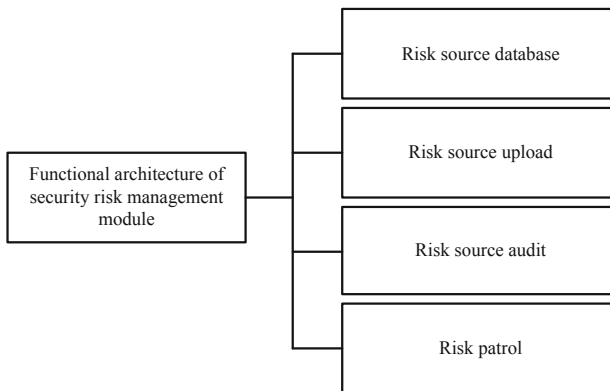 Risk source database
Risk source upload
Functional architecture of
security risk management
module
Risk source audit
Risk patrol